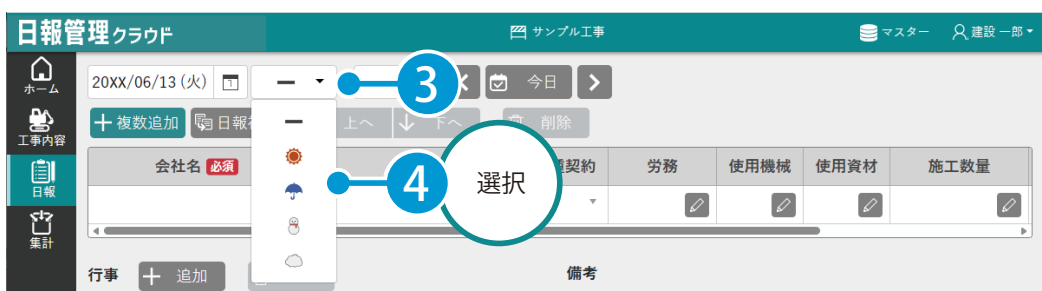 日報管理クラウド
サンプル工事
マスター
建設 一郎
ホーム
工事内容
日報
集計
20XX/06/13 (火)
ー
3
今日
複数追加
日報
上へ
下へ
削除
ー
4
選択
会社名 必須
契約
労務
使用機械
使用資材
施工数量
行事
追加
備考